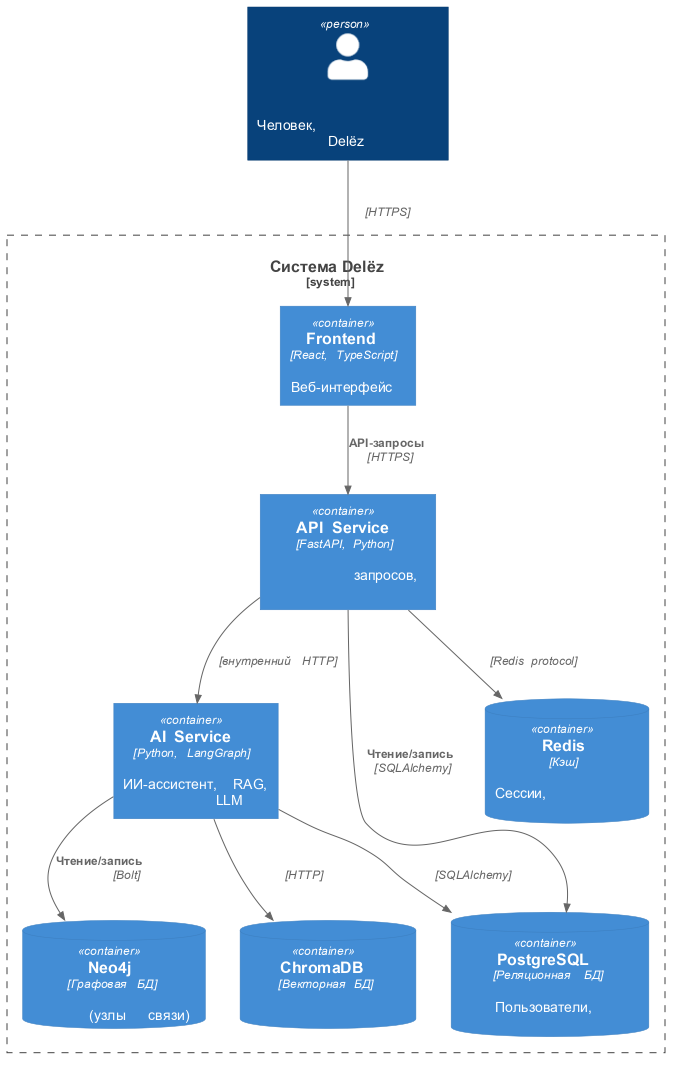 «person»
Человек,
Delëz
[HTTPS]
Система Delëz
[system]
«container»
Frontend
[React, TypeScript]
Веб-интерфейс
API-запросы
[HTTPS]
«container»
API Service
[FastAPI, Python]
запросов,
[внутренний HTTP]
[Redis protocol]
«container»
AI Service
[Python, LangGraph]
ИИ-ассистент, RAG,
LLM
Чтение/запись
[SQLAlchemy]
«container»
Redis
[Кэш]
Сессии,
Чтение/запись
[Bolt]
[HTTP]
[SQLAlchemy]
«container»
Neo4j
[Графовая БД]
(узлы связи)
«container»
ChromaDB
[Векторная БД]
«container»
PostgreSQL
[Реляционная БД]
Пользователи,